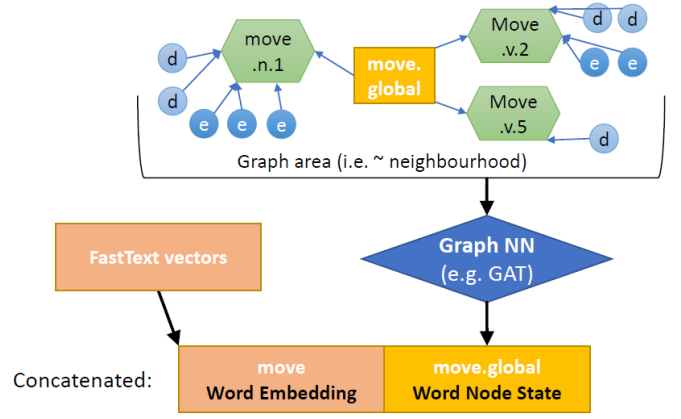 d
d
move
.n.1
e
e
e
move.
global
Move
.v.2
d
d
e
e
Move
.v.5
d
Graph area (i.e. ~ neighbourhood)
FastText vectors
Graph NN
(e.g. GAT)
Concatenated:
move
Word Embedding
move.global
Word Node State